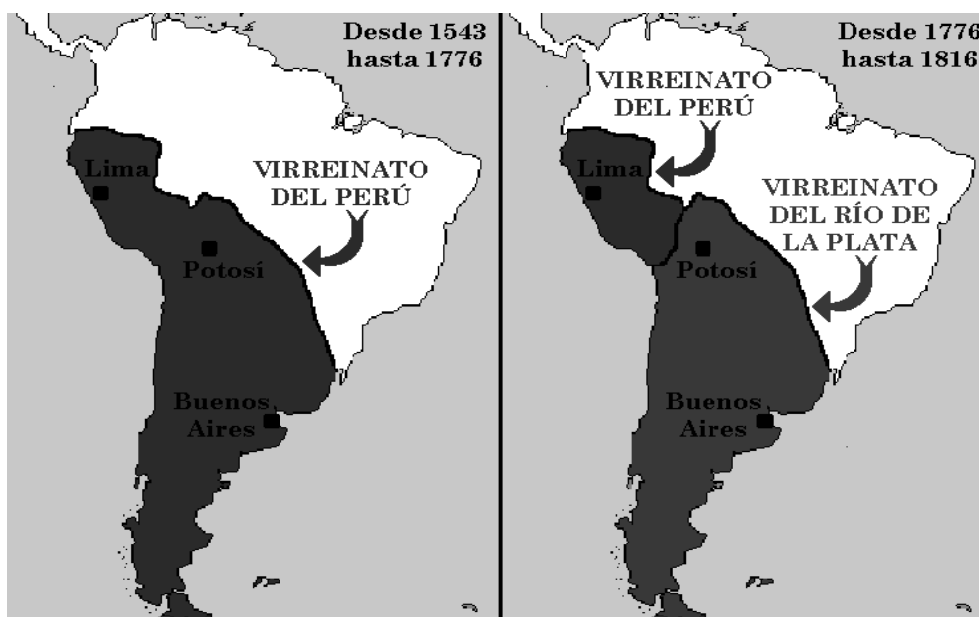 Desde 1543
hasta 1776
VIRREINATO
DEL PERÚ
Lima
Potosí
Buenos
Aires
Desde 1776
hasta 1816
VIRREINATO
DEL PERÚ
VIRREINATO
DEL RÍO DE
LA PLATA
Lima
Potosí
Buenos
Aires